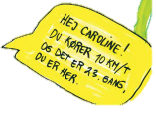 HEJ CAROLINE!
DU KØRER 70 KM/T
OG DET ER 23. GANG,
DU ER HER.